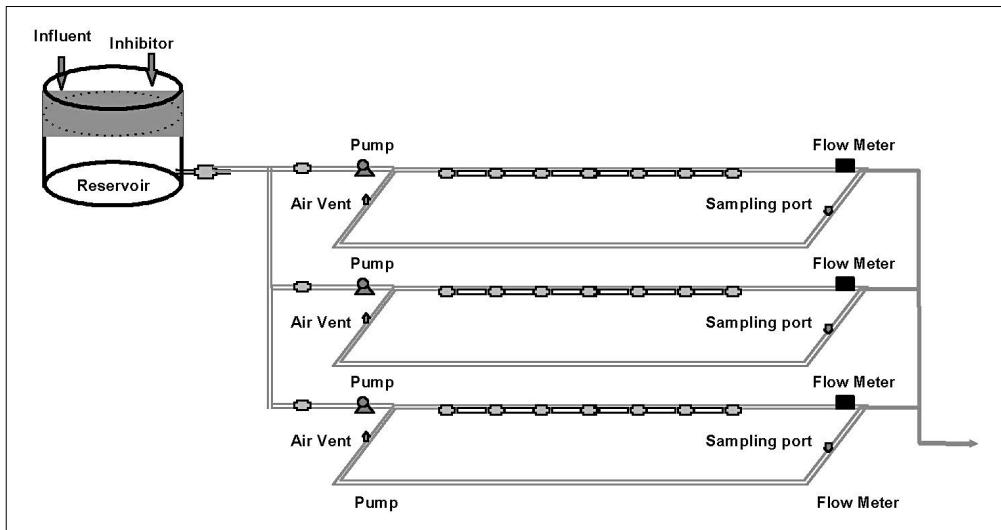 Influent
Inhibitor
Reservoir
Pump
Flow Meter
Air Vent
Sampling port
Pump
Flow Meter
Air Vent
Sampling port
Pump
Flow Meter
Air Vent
Sampling port
Pump
Flow Meter